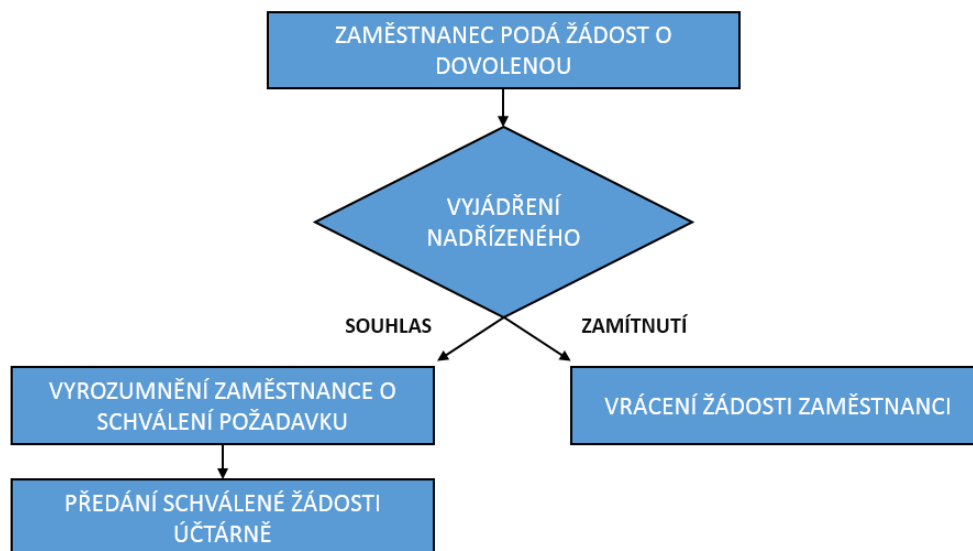 ZAMĚSTNANEC PODÁ ŽÁDOST O
DOVOLENOU
VYJÁDŘENÍ
NADŘÍZENÉHO
SOUHLAS
ZAMÍTNUTÍ
VYROZUMNĚNÍ ZAMĚSTNANCE O
SCHVÁLENÍ POŽADAVKU
VRÁCENÍ ŽÁDOSTI ZAMĚSTNANCI
PŘEDÁNÍ SCHVÁLENÉ ŽÁDOSTI
ÚČTÁRNĚ